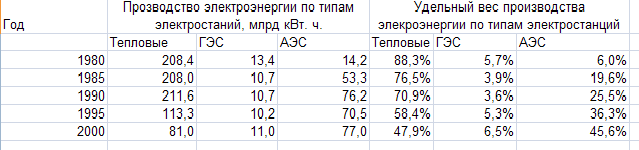 Год Прозводство электроэнергии по типам электростаний, млрд кВт. ч. Удельный вес производства элекроэнергии по типам электростанций
Тепловые ГЭС АЭС Тепловые ГЭС АЭС
1980 208,4 13,4 14,2 88,3% 5,7% 6,0%
1985 208,0 10,7 53,3 76,5% 3,9% 19,6%
1990 211,6 10,7 76,2 70,9% 3,6% 25,5%
1995 113,3 10,2 70,5 58,4% 5,3% 36,3%
2000 81,0 11,0 77,0 47,9% 6,5% 45,6%